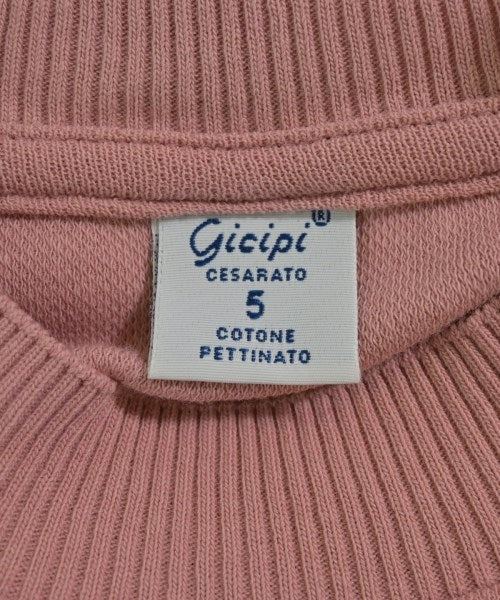 Gicipi®
CESARATO
5
COTONE
PETTINATO